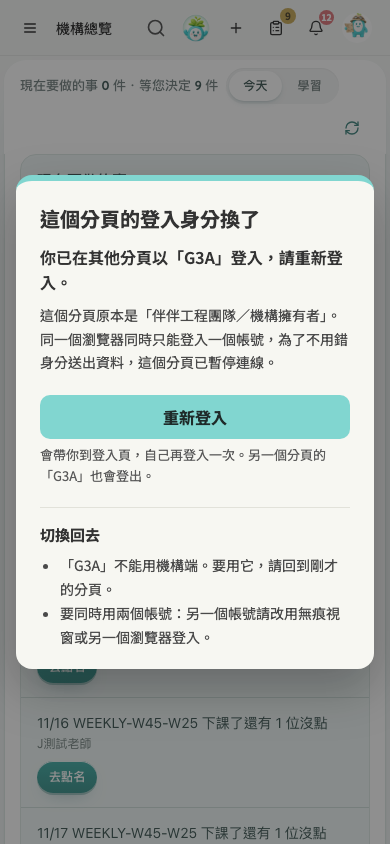 機構總覽
9
12
現在要做的事 0 件 · 等您決定 9 件
今天
學習
這個分頁的登入身分換了
你已在其他分頁以「G3A」登入，請重新登
入。
這個分頁原本是「伴伴工程團隊／機構擁有者」。
同一個瀏覽器同時只能登入一個帳號，為了不用錯
身分送出資料，這個分頁已暫停連線。
重新登入
會帶你到登入頁，自己再登入一次。另一個分頁的
「G3A」也會登出。
切換回去
• 「G3A」不能用機構端。要用它，請回到剛才
的分頁。
• 要同時用兩個帳號：另一個帳號請改用無痕視
窗或另一個瀏覽器登入。
11/16 WEEKLY-W45-W25 下課了還有 1 位沒點
J測試老師
去點名
11/17 WEEKLY-W45-W25 下課了還有 1 位沒點